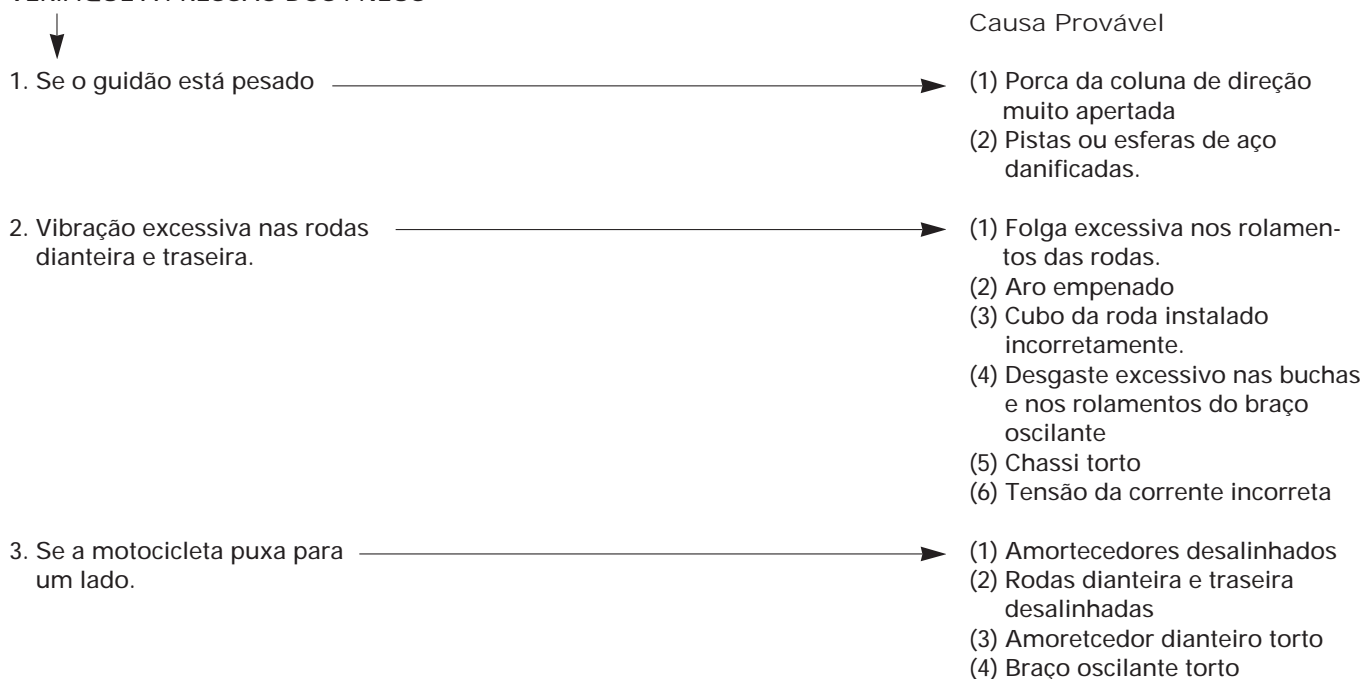 Causa Provável
1. Se o guidão está pesado
(1) Porca da coluna de direção
muito apertada
(2) Pistas ou esferas de aço
danificadas.
2. Vibração excessiva nas rodas
dianteira e traseira.
(1) Folga excessiva nos rolamen-
tos das rodas.
(2) Aro empenado
(3) Cubo da roda instalado
incorretamente.
(4) Desgaste excessivo nas buchas
e nos rolamentos do braço
oscilante
(5) Chassi torto
(6) Tensão da corrente incorreta
3. Se a motocicleta puxa para
um lado.
(1) Amortecedores desalinhados
(2) Rodas dianteira e traseira
desalinhadas
(3) Amoretcedor dianteiro torto
(4) Braço oscilante torto